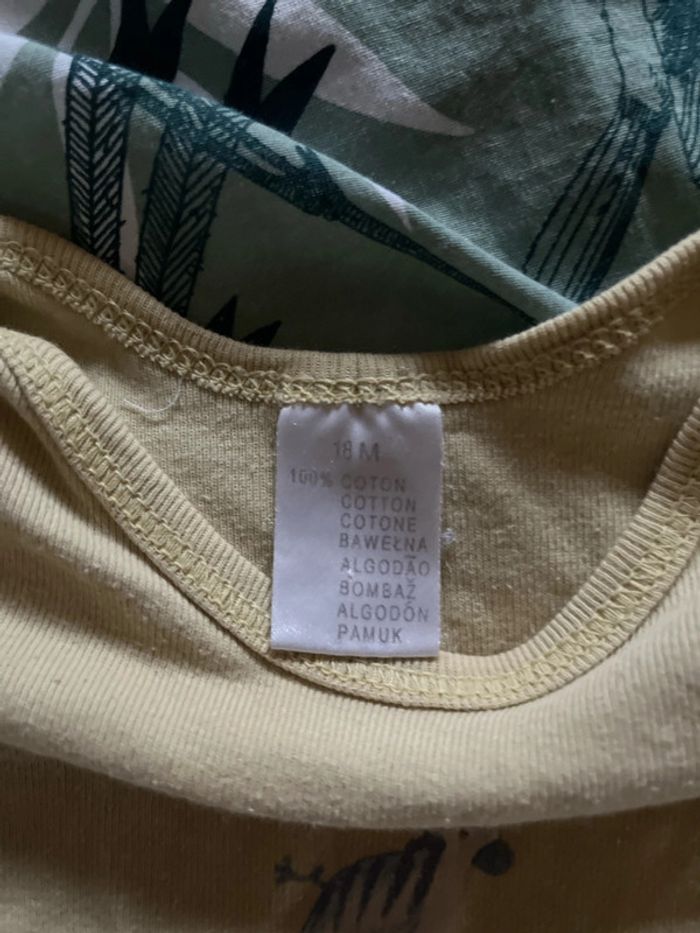 18 M
100% COTON
COTTON
COTONE
BAWEŁNA
ALGODÃO
BOMBAŽ
ALGODÓN
PAMUK